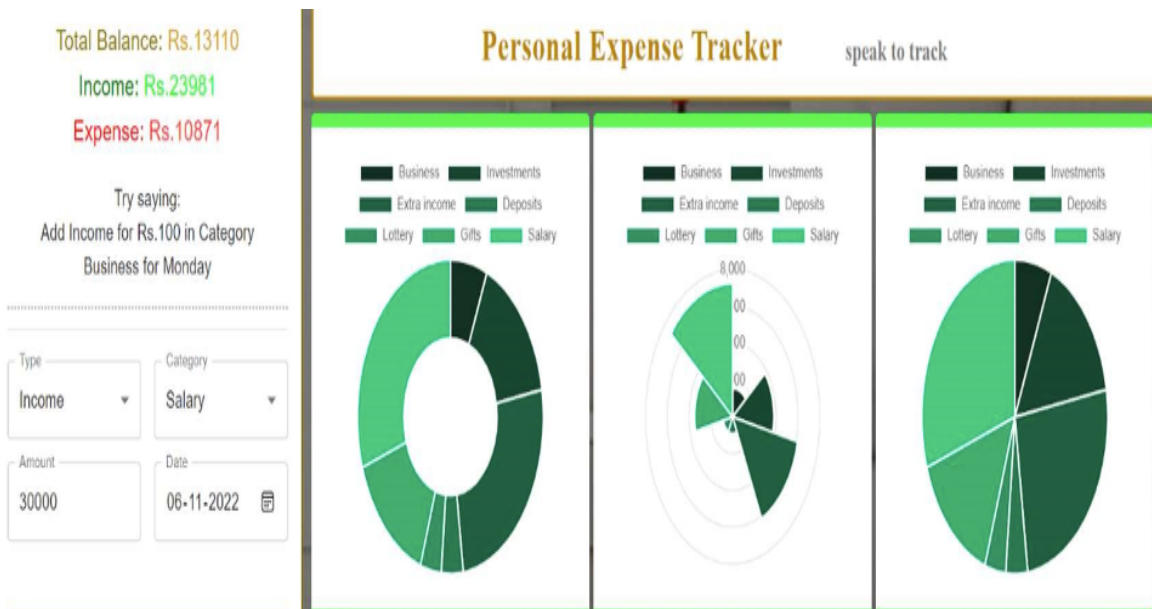 Total Balance: Rs.13110
Income: Rs.23981
Expense: Rs.10871
Try saying:
Add Income for Rs.100 in Category
Business for Monday
Type
Income
Category
Salary
Amount
30000
Date
06-11-2022
Personal Expense Tracker
speak to track
Business Investments
Extra income Deposits
Lottery Gifts Salary
Business Investments
Extra income Deposits
Lottery Gifts Salary
8,000
00
00
00
Business Investments
Extra income Deposits
Lottery Gifts Salary